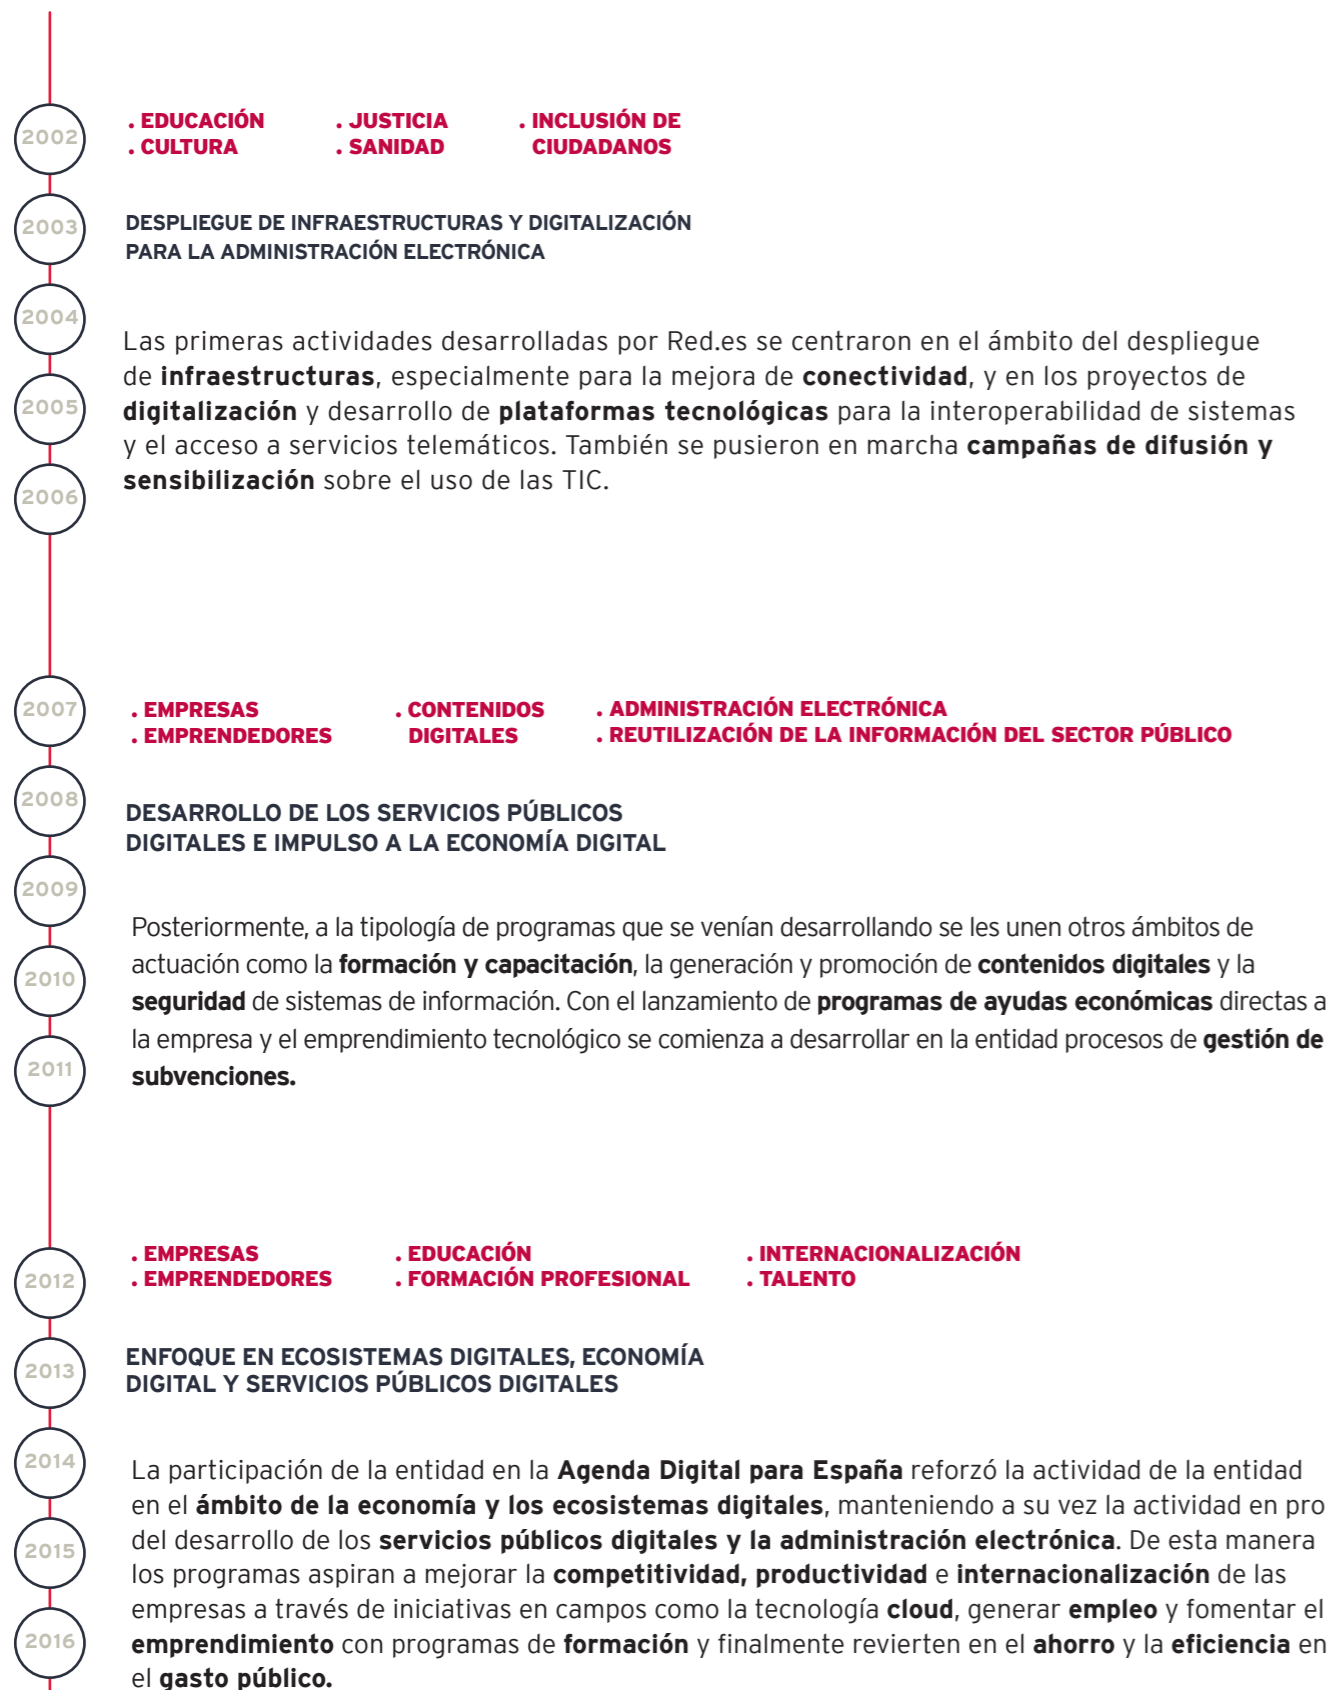 2002
. EDUCACIÓN
. CULTURA
. JUSTICIA
. SANIDAD
. INCLUSIÓN DE
CIUDADANOS
2003
DESPLIEGUE DE INFRAESTRUCTURAS Y DIGITALIZACIÓN
PARA LA ADMINISTRACIÓN ELECTRÓNICA
2004
Las primeras actividades desarrolladas por Red.es se centraron en el ámbito del despliegue
de infraestructuras, especialmente para la mejora de conectividad, y en los proyectos de
2005
digitalización y desarrollo de plataformas tecnológicas para la interoperabilidad de sistemas
y el acceso a servicios telemáticos. También se pusieron en marcha campañas de difusión y
sensibilización sobre el uso de las TIC.
2006
2007
. EMPRESAS
. EMPRENDEDORES
. CONTENIDOS
DIGITALES
. ADMINISTRACIÓN ELECTRÓNICA
. REUTILIZACIÓN DE LA INFORMACIÓN DEL SECTOR PÚBLICO
2008
DESARROLLO DE LOS SERVICIOS PÚBLICOS
DIGITALES E IMPULSO A LA ECONOMÍA DIGITAL
2009
Posteriormente, a la tipología de programas que se venían desarrollando se les unen otros ámbitos de
actuación como la formación y capacitación, la generación y promoción de contenidos digitales y la
2010
seguridad de sistemas de información. Con el lanzamiento de programas de ayudas económicas directas a
la empresa y el emprendimiento tecnológico se comienza a desarrollar en la entidad procesos de gestión de
subvenciones.
2011
2012
. EMPRESAS
. EMPRENDEDORES
. EDUCACIÓN
. FORMACIÓN PROFESIONAL
. INTERNACIONALIZACIÓN
. TALENTO
2013
ENFOQUE EN ECOSISTEMAS DIGITALES, ECONOMÍA
DIGITAL Y SERVICIOS PÚBLICOS DIGITALES
2014
La participación de la entidad en la Agenda Digital para España reforzó la actividad de la entidad
en el ámbito de la economía y los ecosistemas digitales, manteniendo a su vez la actividad en pro
del desarrollo de los servicios públicos digitales y la administración electrónica. De esta manera
2015
los programas aspiran a mejorar la competitividad, productividad e internacionalización de las
empresas a través de iniciativas en campos como la tecnología cloud, generar empleo y fomentar el
2016
emprendimiento con programas de formación y finalmente revierten en el ahorro y la eficiencia en
el gasto público.